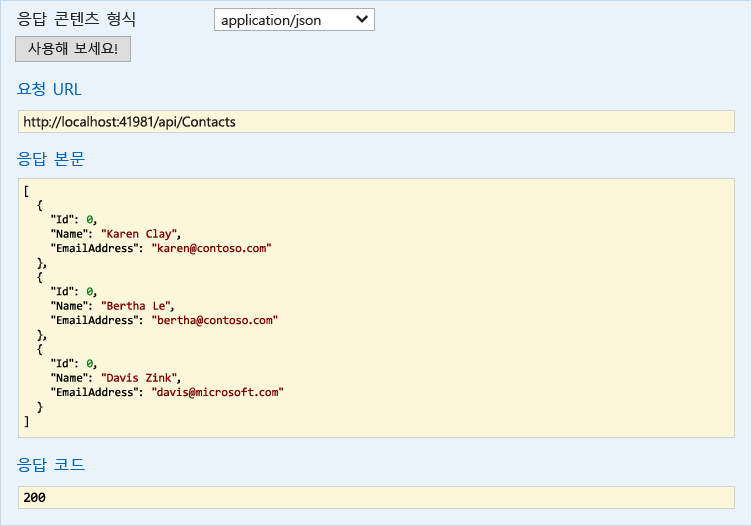 응답 콘텐츠 형식 application/json
사용해 보세요!
요청 URL
http://localhost:41981/api/Contacts
응답 본문
[
  {
    "Id": 0,
    "Name": "Karen Clay",
    "EmailAddress": "karen@contoso.com"
  },
  {
    "Id": 0,
    "Name": "Bertha Le",
    "EmailAddress": "bertha@contoso.com"
  },
  {
    "Id": 0,
    "Name": "Davis Zink",
    "EmailAddress": "davis@microsoft.com"
  }
]
응답 코드
200